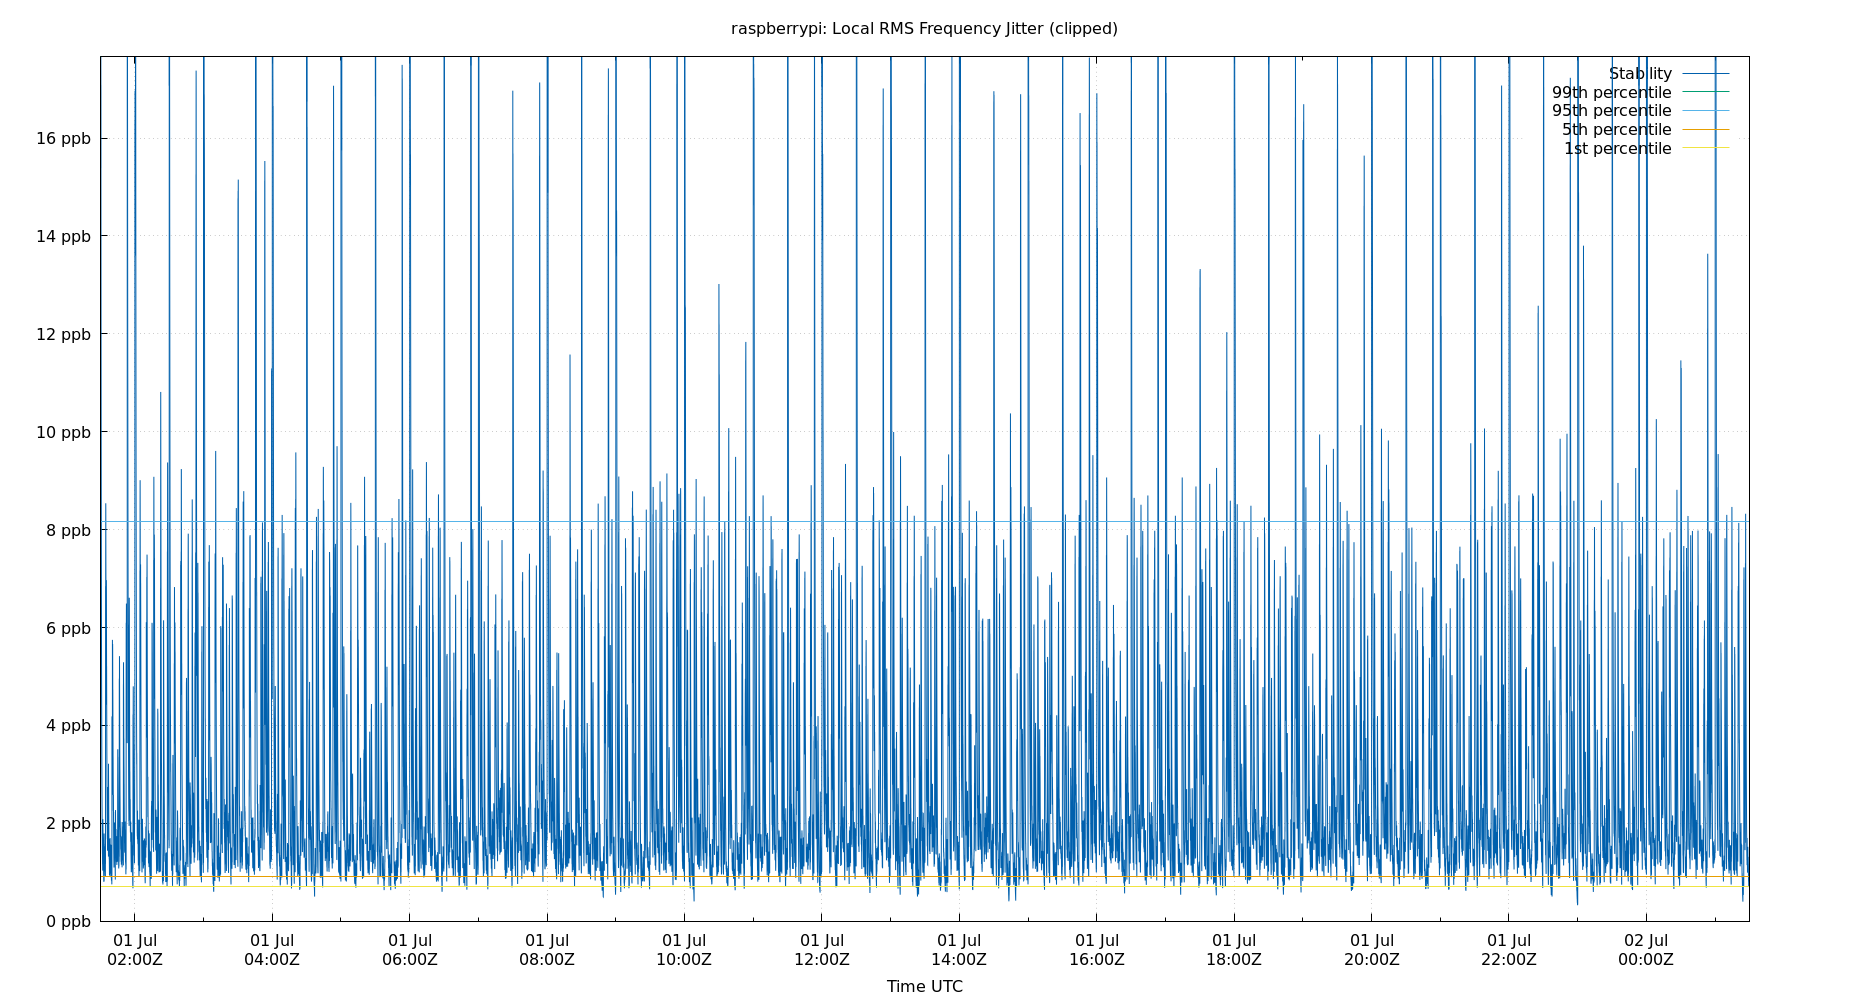 raspberrypi: Local RMS Frequency Jitter (clipped)
Stability
99th percentile
95th percentile
5th percentile
1st percentile
16 ppb
14 ppb
12 ppb
10 ppb
8 ppb
6 ppb
4 ppb
2 ppb
0 ppb
01 Jul 01 Jul 01 Jul 01 Jul 01 Jul 01 Jul 01 Jul 01 Jul 01 Jul 01 Jul 01 Jul 02 Jul
02:00Z 04:00Z 06:00Z 08:00Z 10:00Z 12:00Z 14:00Z 16:00Z 18:00Z 20:00Z 22:00Z 00:00Z
Time UTC